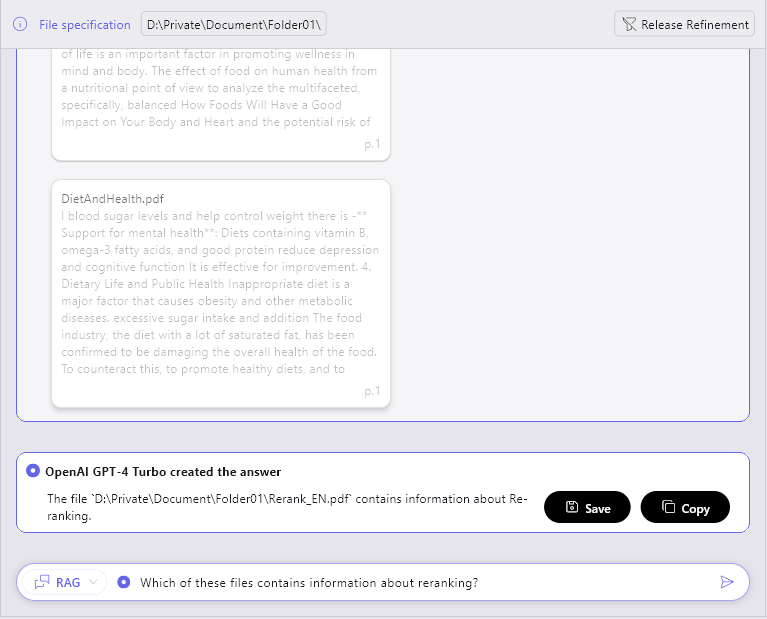 File specification D:\Private\Document\Folder01\ Release Refinement
of life is an important factor in promoting wellness in
mind and body. The effect of food on human health from
a nutritional point of view to analyze the multifaceted,
specifically, balanced How Foods Will Have a Good
Impact on Your Body and Heart and the potential risk of
p.1
DietAndHealth.pdf
l blood sugar levels and help control weight there is -**
Support for mental health**: Diets containing vitamin B,
omega-3 fatty acids, and good protein reduce depression
and cognitive function It is effective for improvement. 4.
Dietary Life and Public Health Inappropriate diet is a
major factor that causes obesity and other metabolic
diseases. excessive sugar intake and addition The food
industry, the diet with a lot of saturated fat, has been
confirmed to be damaging the overall health of the food.
To counteract this, to promote healthy diets, and to
p.1
OpenAI GPT-4 Turbo created the answer
The file `D:\Private\Document\Folder01\Rerank_EN.pdf` contains information about Re-
ranking.
Save Copy
RAG Which of these files contains information about reranking?